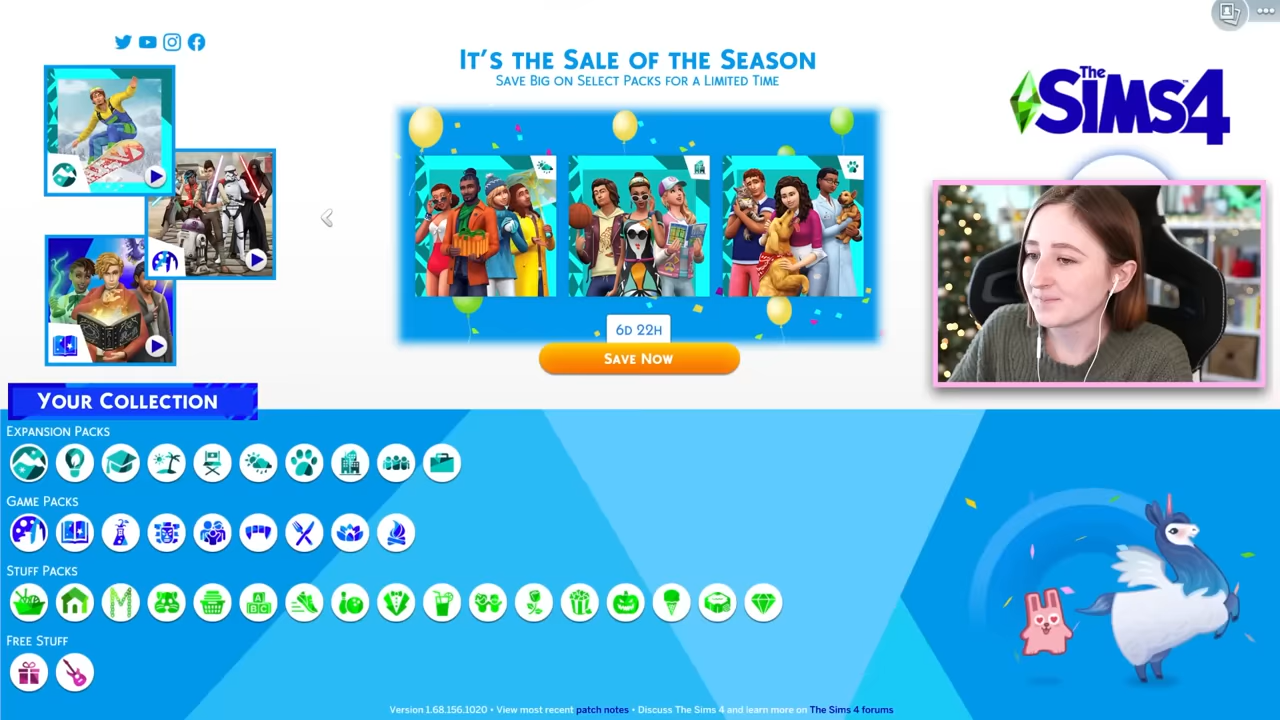 It's the Sale of the Season
Save Big on Select Packs for a Limited Time
The
SIMS4
6D 22H
Save Now
Your Collection
Expansion Packs
Game Packs
Stuff Packs
ABC
Free Stuff
Version 1.68.156.1020 • View most recent patch notes • Discuss The Sims 4 and learn more on The Sims 4 forums